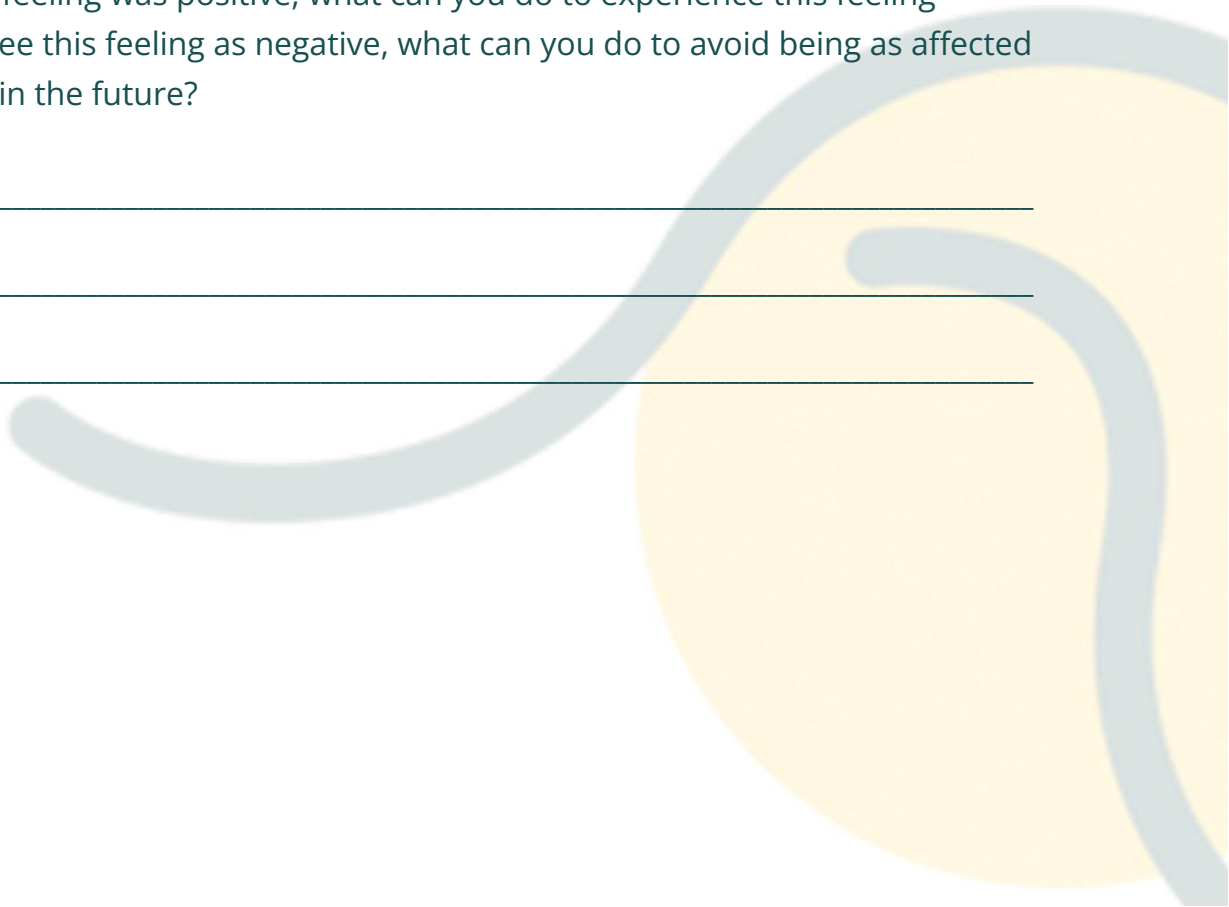 feeling was positive, what can you do to experience this feeling
ee this feeling as negative, what can you do to avoid being as affected
in the future?